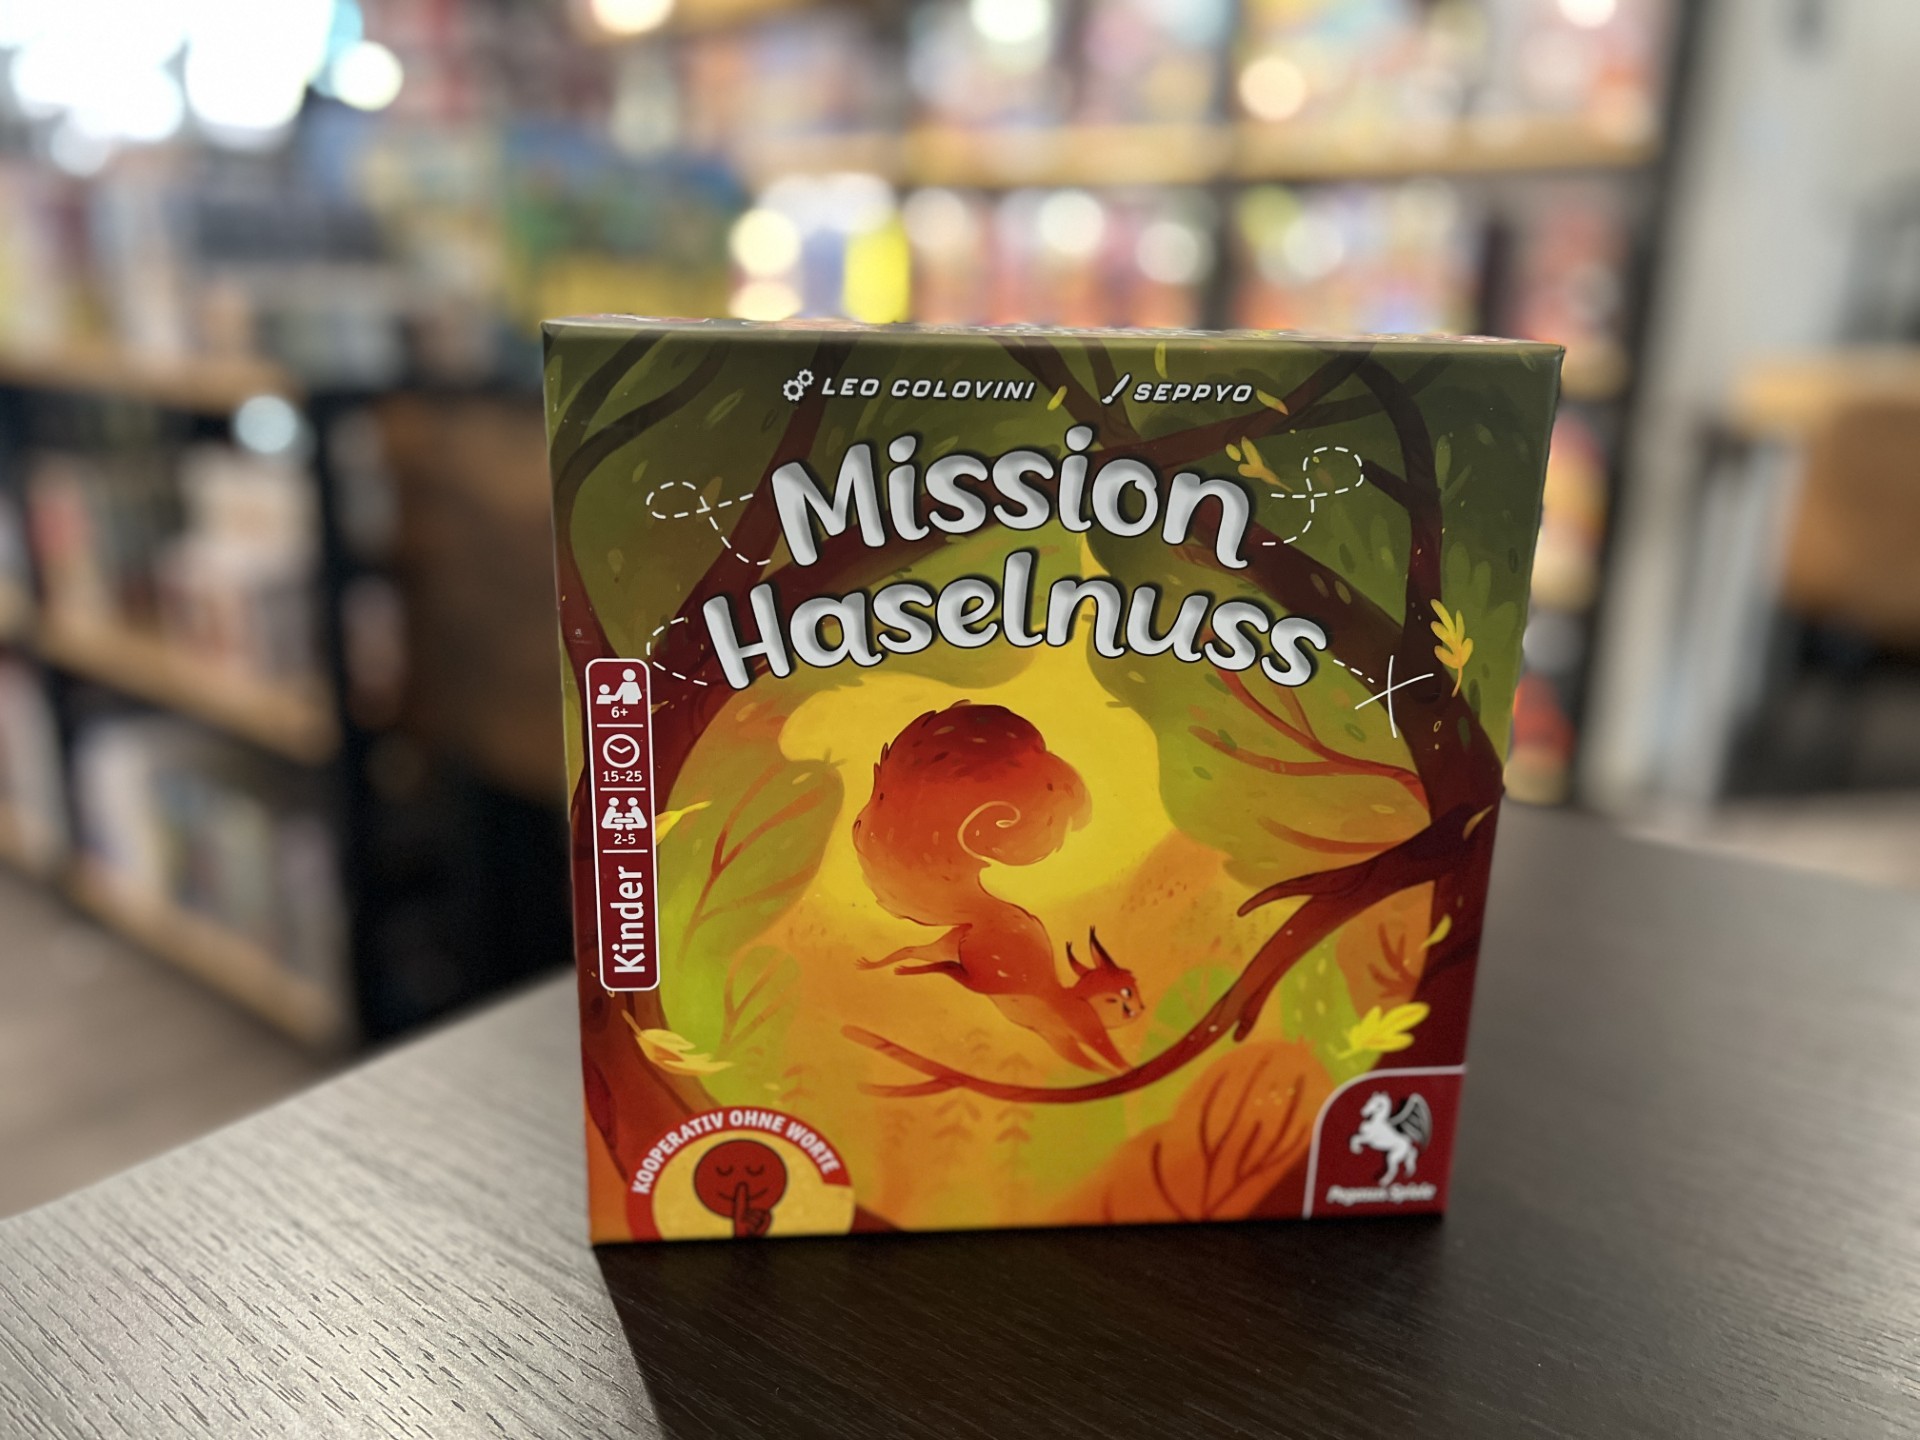 LEO COLOVINI SEPPYO
Mission
Haselnuss
6+
15-25
2-5
Kinder
KOOPERATIV OHNE WORTE
Pegasus Spiele